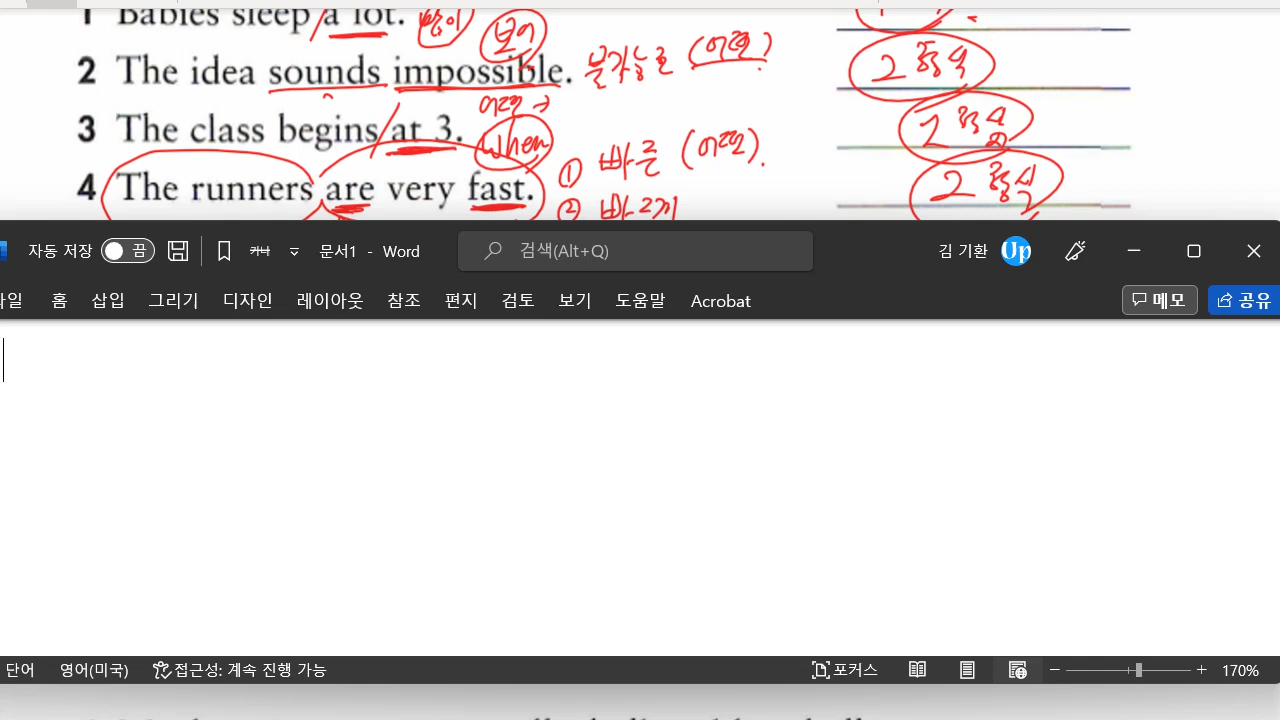 1 Babies sleep a lot. 많이
보어
2 The idea sounds impossible. 불가능로 (어떤?) 2형식
어떤 →
3 The class begins at 3. When 2형식
① 빠른 (어떤).
4 The runners are very fast. 2형식
② 빠르게
자동 저장 끔 문서1 - Word 검색(Alt+Q) 김 기환 Up
홈 삽입 그리기 디자인 레이아웃 참조 편지 검토 보기 도움말 Acrobat 메모 공유
단어 영어(미국) 접근성: 계속 진행 가능 포커스 170%